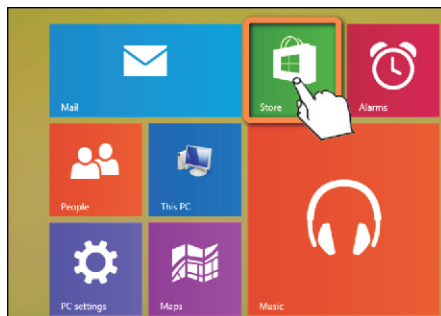 Mail
Store
Alarms
People
This PC
PC settings
Maps
Music